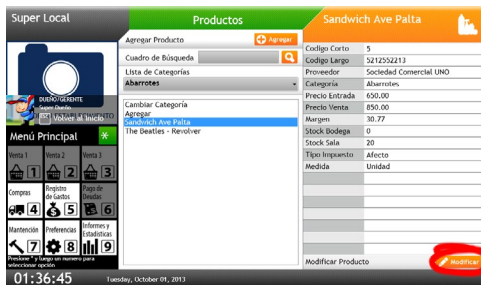 Super Local
Productos
Sandwich Ave Palta
Agregar Producto
Agregar
Cuadro de Búsqueda
Lista de Categorías
Abarrotes
Cambiar Categoría
Agregar
Sandwich Ave Palta
The Beatles - Revolver
DUEÑO/GERENTE
Super Dueño
Volver al Inicio
Menú Principal *
Venta 1 Venta 2 Venta 3
1 2 3
Compras Registro de Gastos Pago de Deudas
4 5 6
Mantención Preferencias Informes y Estadísticas
7 8 9
Presione * y luego un numero para
seleccionar opción
01:36:45
Tuesday, October 01, 2013
Codigo Corto 5
Codigo Largo 5212552213
Proveedor Sociedad Comercial UNO
Categoría Abarrotes
Precio Entrada 650.00
Precio Venta 850.00
Margen 30.77
Stock Bodega 0
Stock Sala 20
Tipo Impuesto Afecto
Medida Unidad
Modificar Producto
Modificar